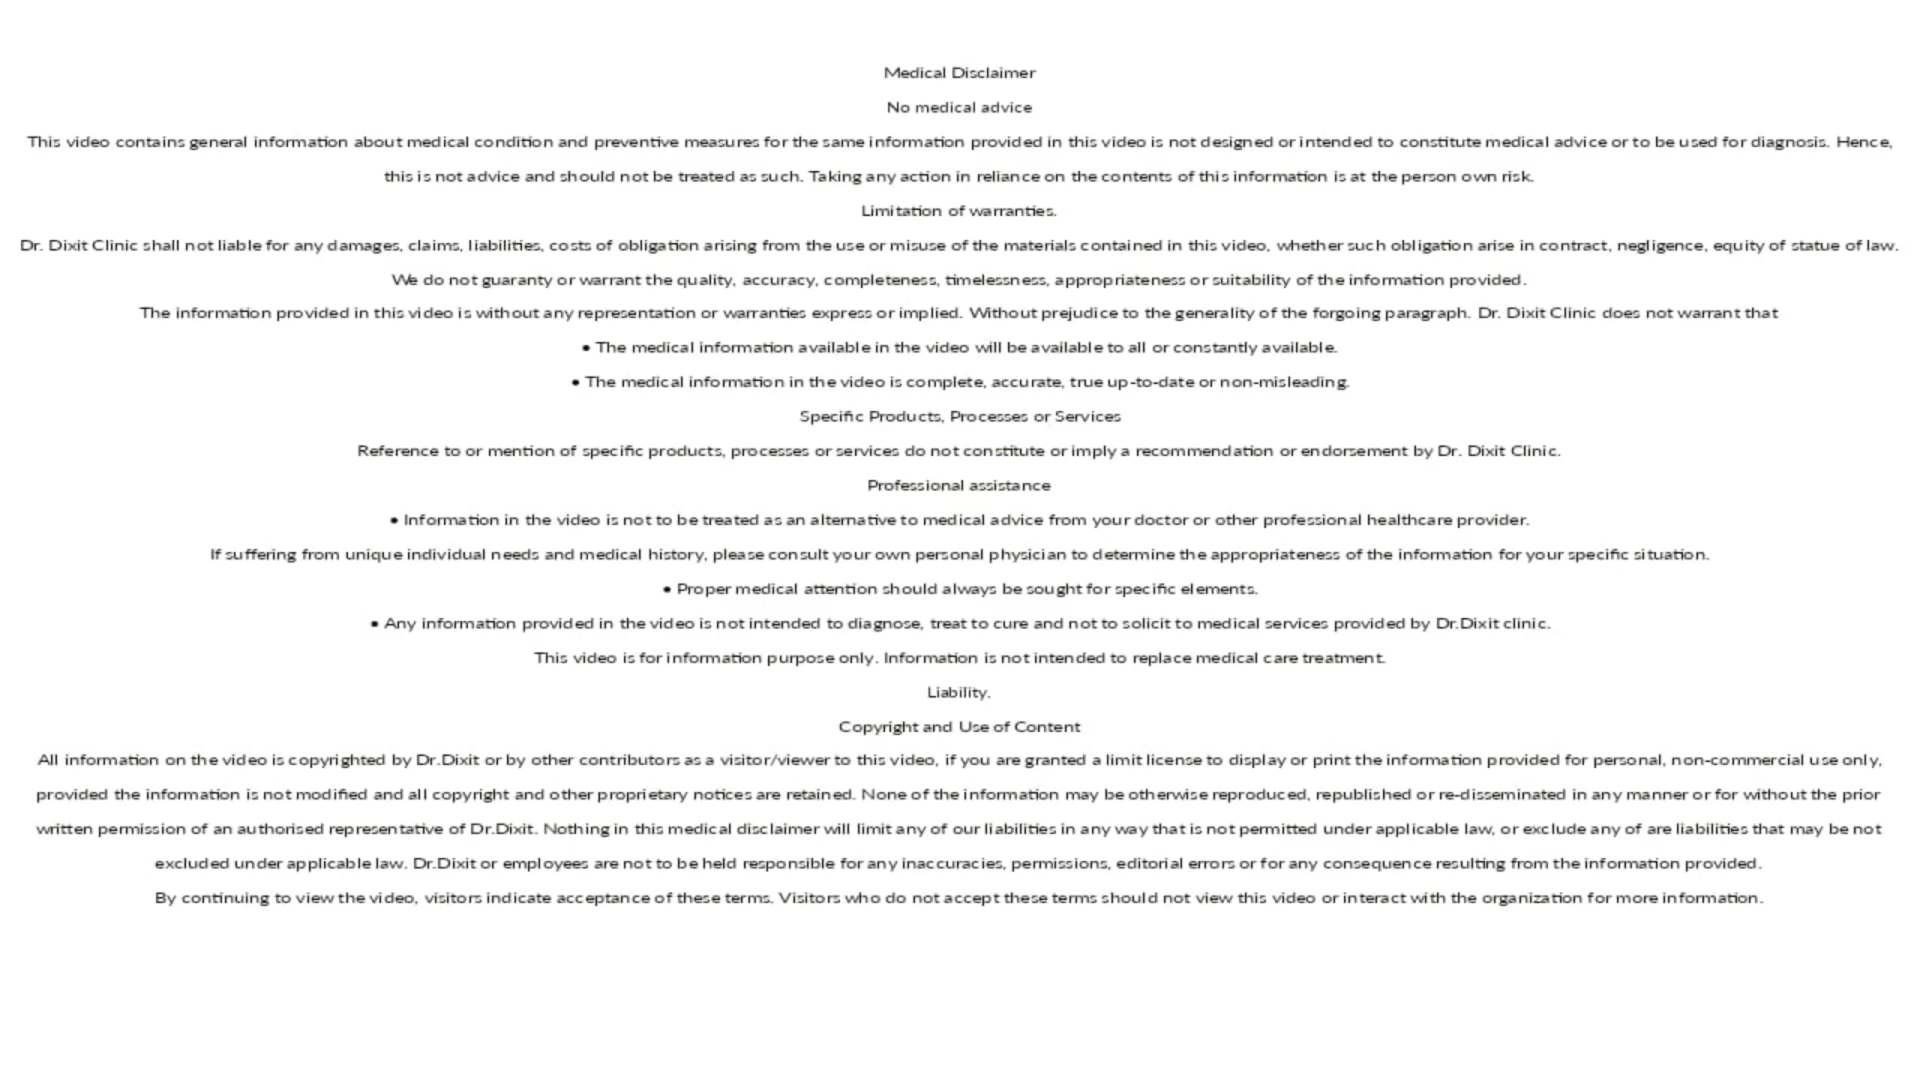 Medical Disclaimer
No medical advice
This video contains general information about medical condition and preventive measures for the same information provided in this video is not designed or intended to constitute medical advice or to be used for diagnosis. Hence,
this is not advice and should not be treated as such. Taking any action in reliance on the contents of this information is at the person own risk.
Limitation of warranties.
Dr. Dixit Clinic shall not liable for any damages, claims, liabilities, costs of obligation arising from the use or misuse of the materials contained in this video, whether such obligation arise in contract, negligence, equity of statue of law.
We do not guaranty or warrant the quality, accuracy, completeness, timelessness, appropriateness or suitability of the information provided.
The information provided in this video is without any representation or warranties express or implied. Without prejudice to the generality of the forgoing paragraph. Dr. Dixit Clinic does not warrant that
• The medical information available in the video will be available to all or constantly available.
• The medical information in the video is complete, accurate, true up-to-date or non-misleading.
Specific Products, Processes or Services
Reference to or mention of specific products, processes or services do not constitute or imply a recommendation or endorsement by Dr. Dixit Clinic.
Professional assistance
• Information in the video is not to be treated as an alternative to medical advice from your doctor or other professional healthcare provider.
If suffering from unique individual needs and medical history, please consult your own personal physician to determine the appropriateness of the information for your specific situation.
• Proper medical attention should always be sought for specific elements.
• Any information provided in the video is not intended to diagnose, treat to cure and not to solicit to medical services provided by Dr.Dixit clinic.
This video is for information purpose only. Information is not intended to replace medical care treatment.
Liability.
Copyright and Use of Content
All information on the video is copyrighted by Dr.Dixit or by other contributors as a visitor/viewer to this video, if you are granted a limit license to display or print the information provided for personal, non-commercial use only,
provided the information is not modified and all copyright and other proprietary notices are retained. None of the information may be otherwise reproduced, republished or re-disseminated in any manner or for without the prior
written permission of an authorised representative of Dr.Dixit. Nothing in this medical disclaimer will limit any of our liabilities in any way that is not permitted under applicable law, or exclude any of are liabilities that may be not
excluded under applicable law. Dr.Dixit or employees are not to be held responsible for any inaccuracies, permissions, editorial errors or for any consequence resulting from the information provided.
By continuing to view the video, visitors indicate acceptance of these terms. Visitors who do not accept these terms should not view this video or interact with the organization for more information.